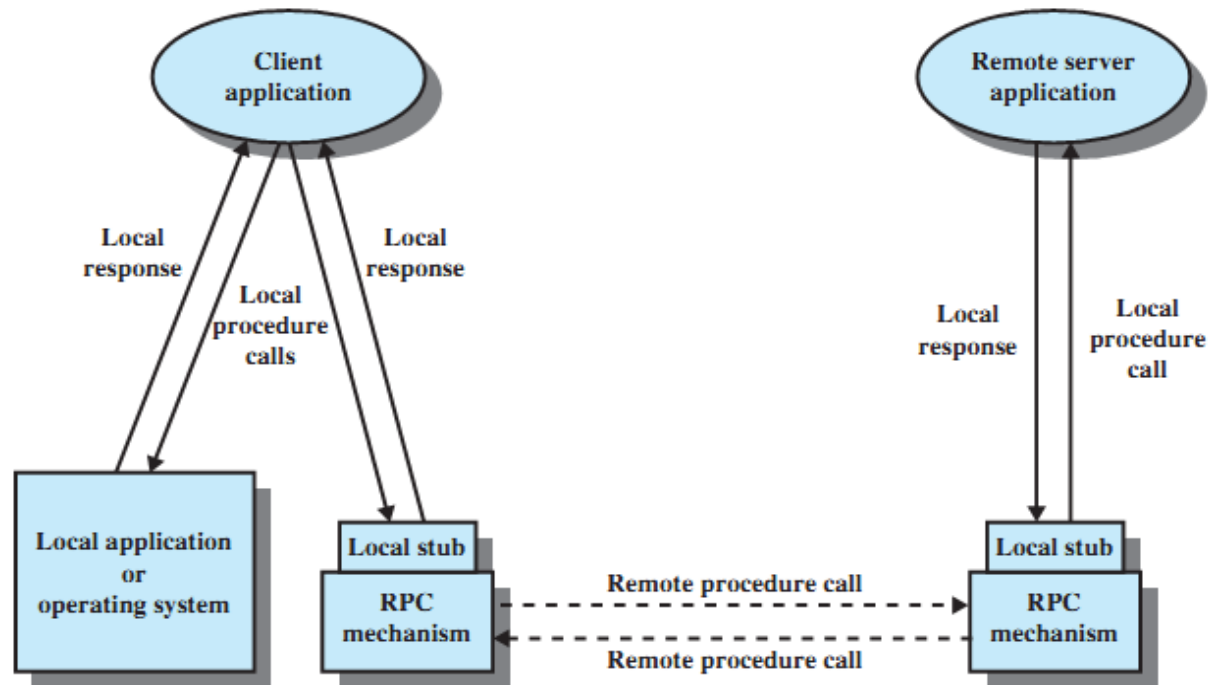 Client
application
Remote server
application
Local
response
Local
procedure
calls
Local
response
Local
response
Local
procedure
call
Local application
or
operating system
Local stub
RPC
mechanism
Remote procedure call
Remote procedure call
Local stub
RPC
mechanism